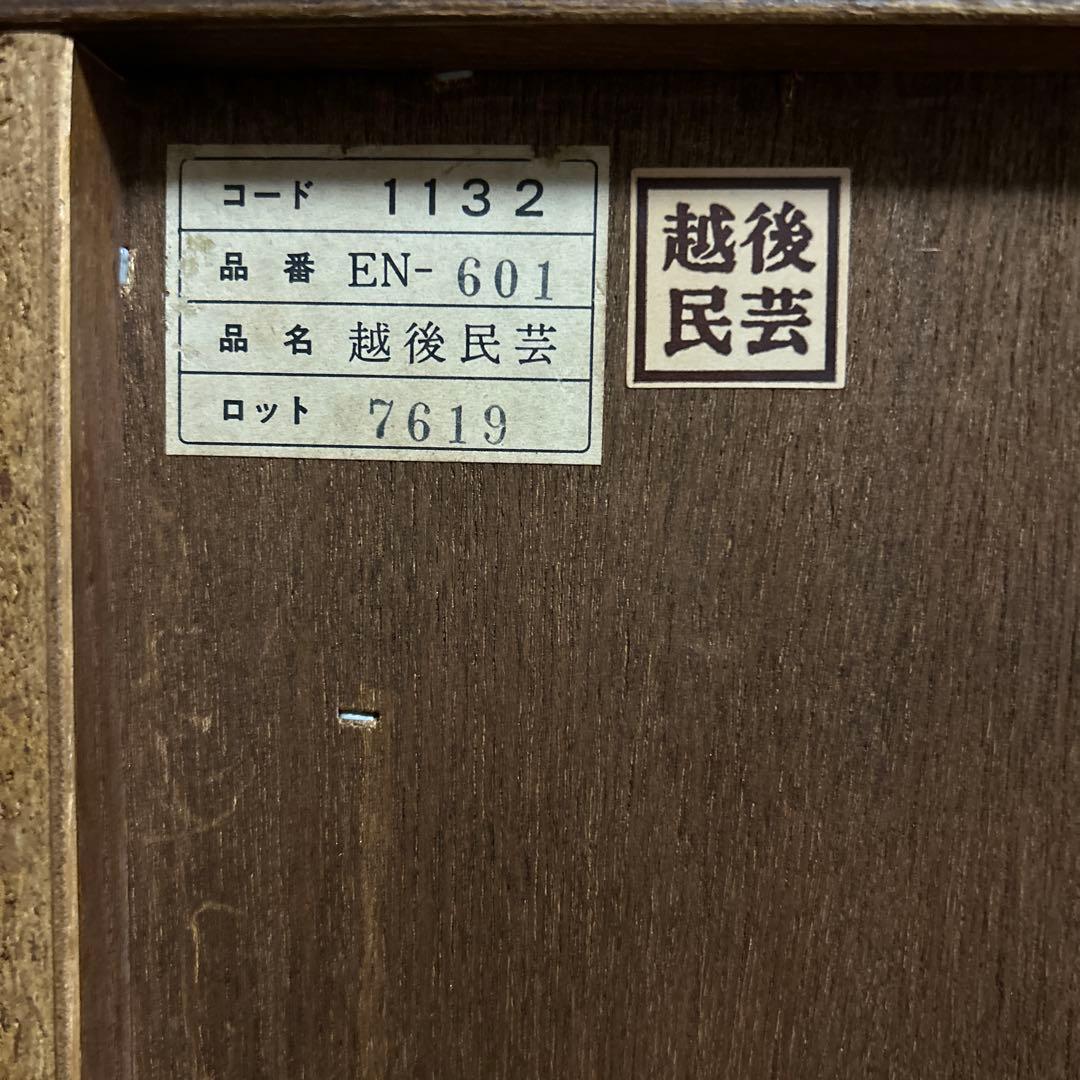 コード 1132
品番 EN-601
品名 越後民芸
ロット 7619
越後
民芸